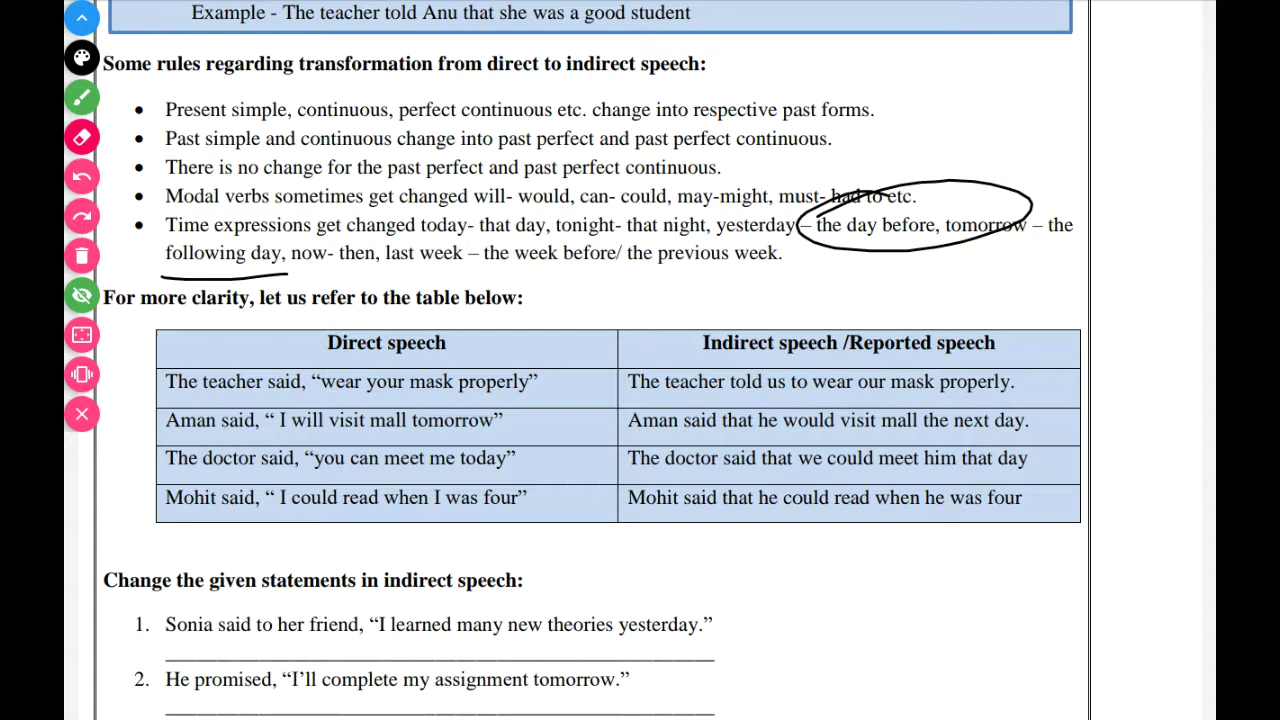 Example - The teacher told Anu that she was a good student
Some rules regarding transformation from direct to indirect speech:
• Present simple, continuous, perfect continuous etc. change into respective past forms.
• Past simple and continuous change into past perfect and past perfect continuous.
• There is no change for the past perfect and past perfect continuous.
• Modal verbs sometimes get changed will- would, can- could, may-might, must- had to etc.
• Time expressions get changed today- that day, tonight- that night, yesterday – the day before, tomorrow – the
following day, now- then, last week – the week before/ the previous week.
For more clarity, let us refer to the table below:
Direct speech Indirect speech /Reported speech
The teacher said, “wear your mask properly” The teacher told us to wear our mask properly.
Aman said, “ I will visit mall tomorrow” Aman said that he would visit mall the next day.
The doctor said, “you can meet me today” The doctor said that we could meet him that day
Mohit said, “ I could read when I was four” Mohit said that he could read when he was four
Change the given statements in indirect speech:
1. Sonia said to her friend, “I learned many new theories yesterday.”
2. He promised, “I’ll complete my assignment tomorrow.”